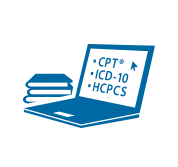 • CPT®
• ICD-10
• HCPCS